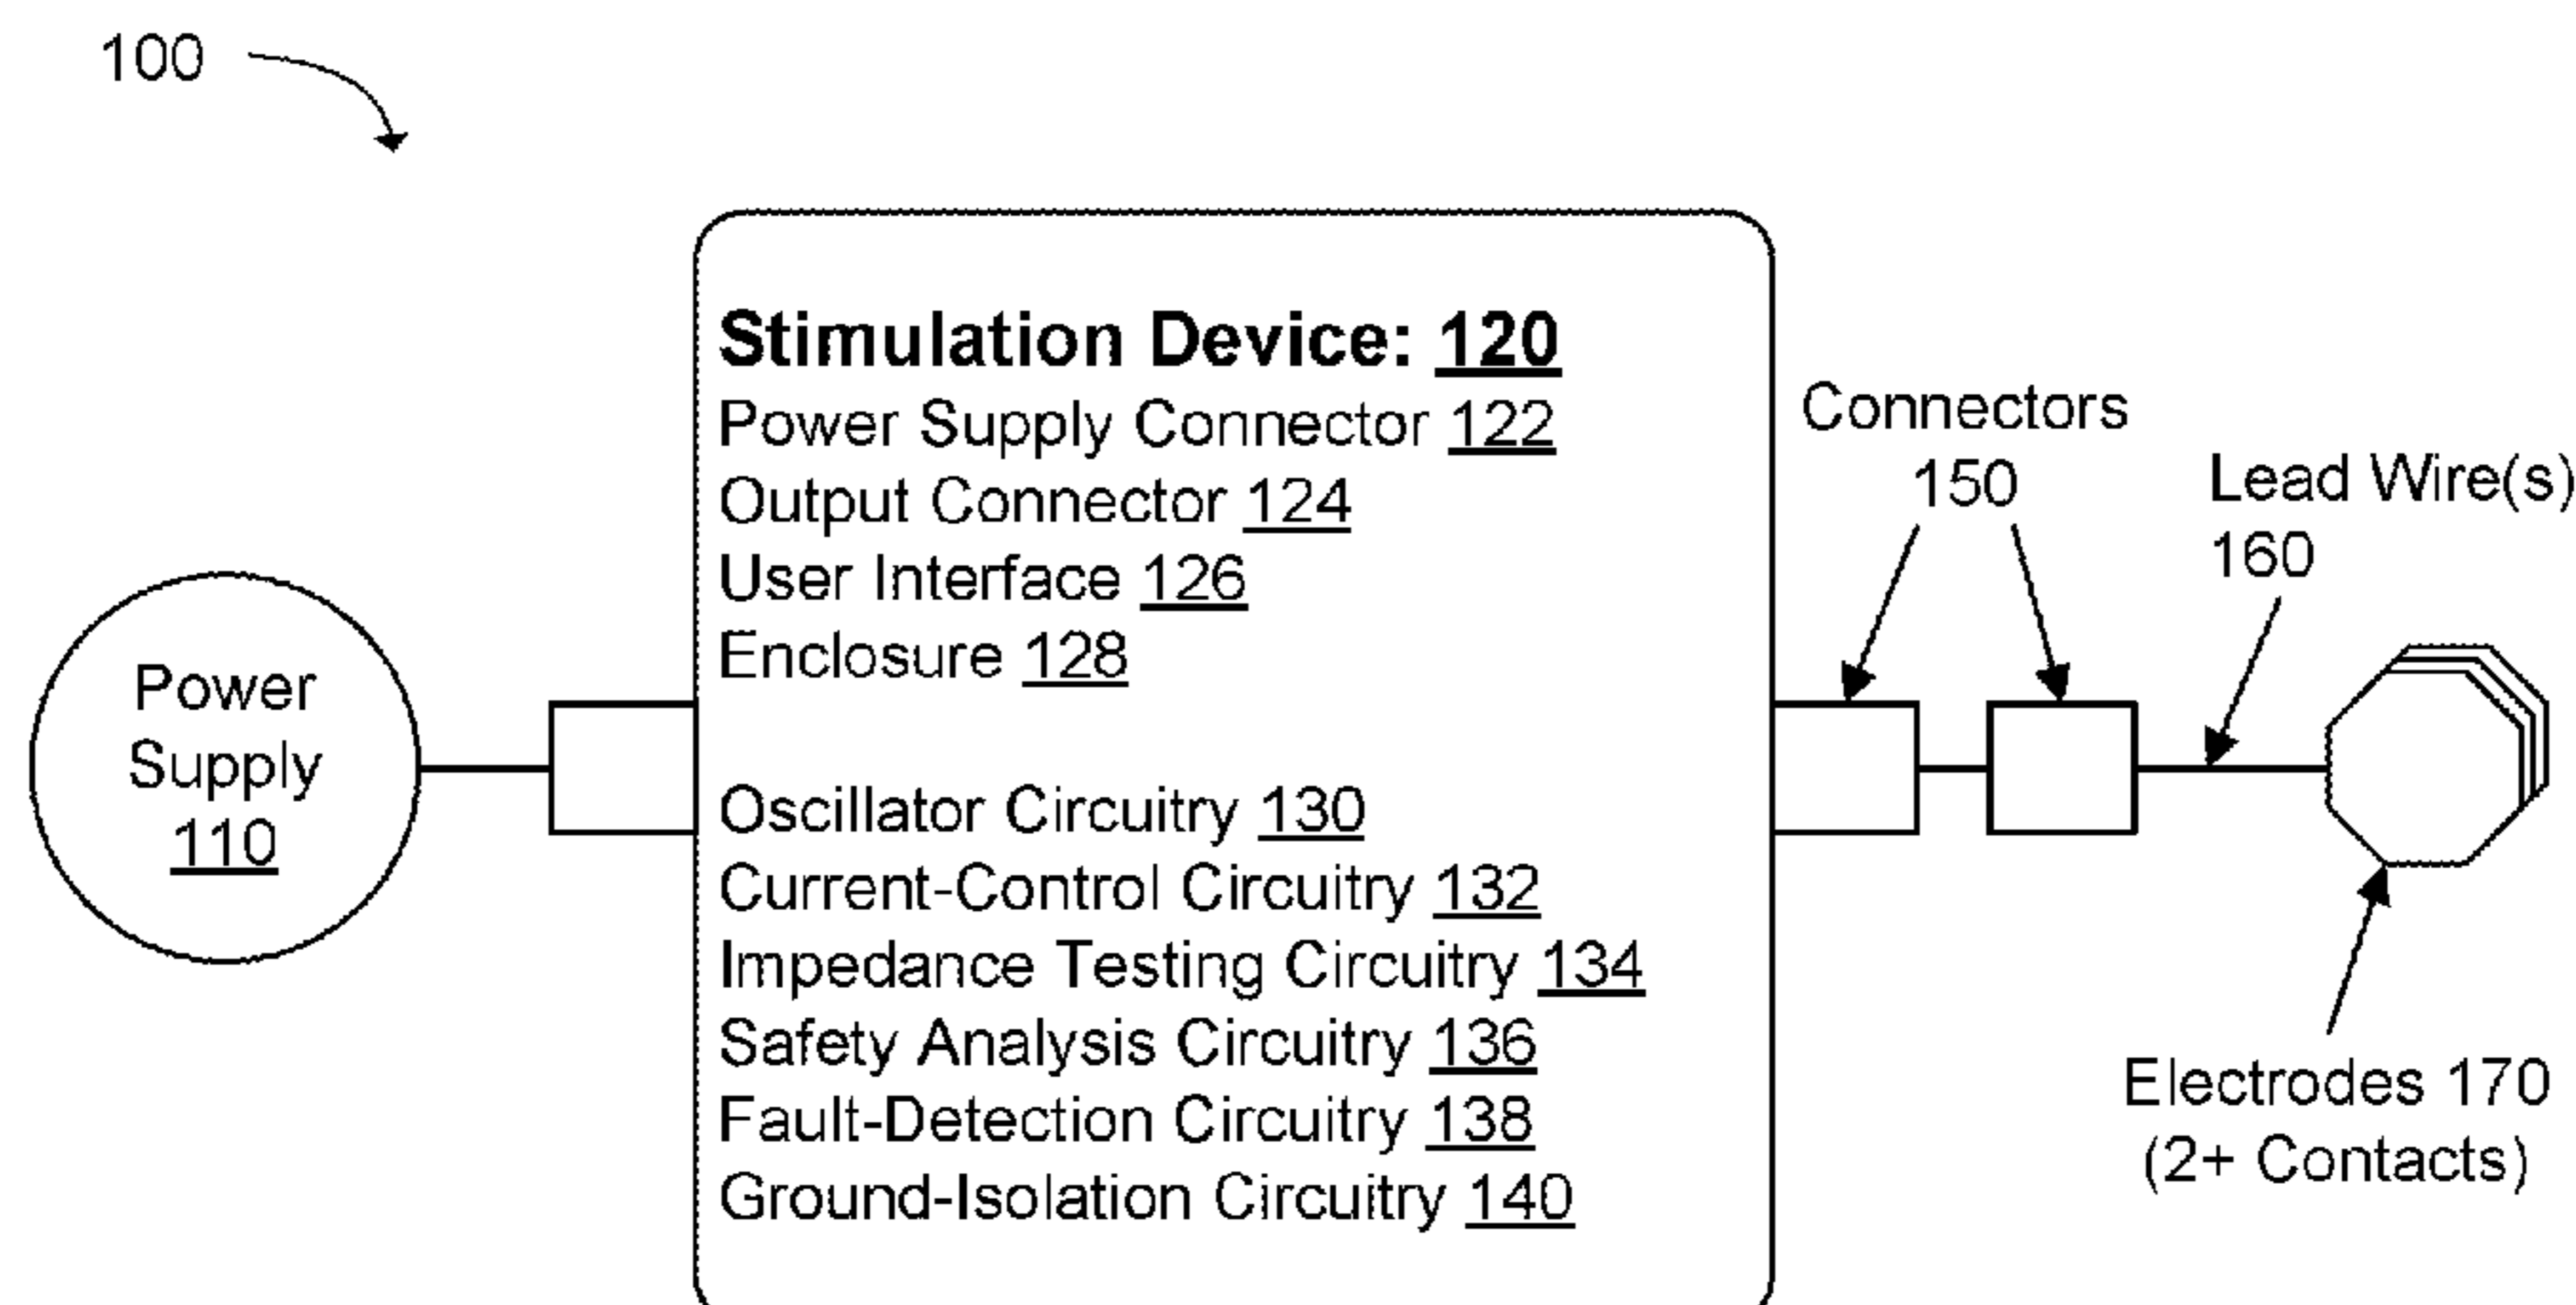 100
Stimulation Device: 120
Power Supply Connector 122
Output Connector 124
User Interface 126
Enclosure 128
Oscillator Circuitry 130
Current-Control Circuitry 132
Impedance Testing Circuitry 134
Safety Analysis Circuitry 136
Fault-Detection Circuitry 138
Ground-Isolation Circuitry 140
Power
Supply
110
Connectors
150
Lead Wire(s)
160
Electrodes 170
(2+ Contacts)